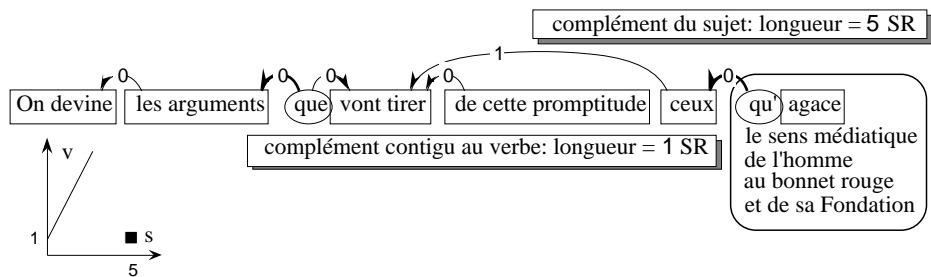 complément du sujet: longueur = 5 SR
1
0 0 0 0 0
On devine les arguments que vont tirer de cette promptitude ceux qu' agace
le sens médiatique
de l'homme
au bonnet rouge
et de sa Fondation
complément contigu au verbe: longueur = 1 SR
v
1 s
5